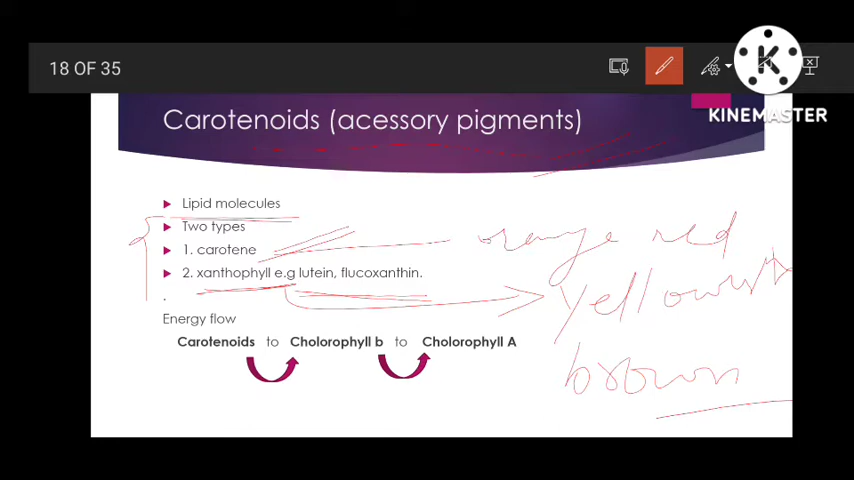 18 OF 35
KINEMASTER
Carotenoids (acessory pigments)
Lipid molecules
Two types
1. carotene
orange red
2. xanthophyll e.g lutein, flucoxanthin.
yellowish
brown
Energy flow
Carotenoids to Cholorophyll b to Cholorophyll A